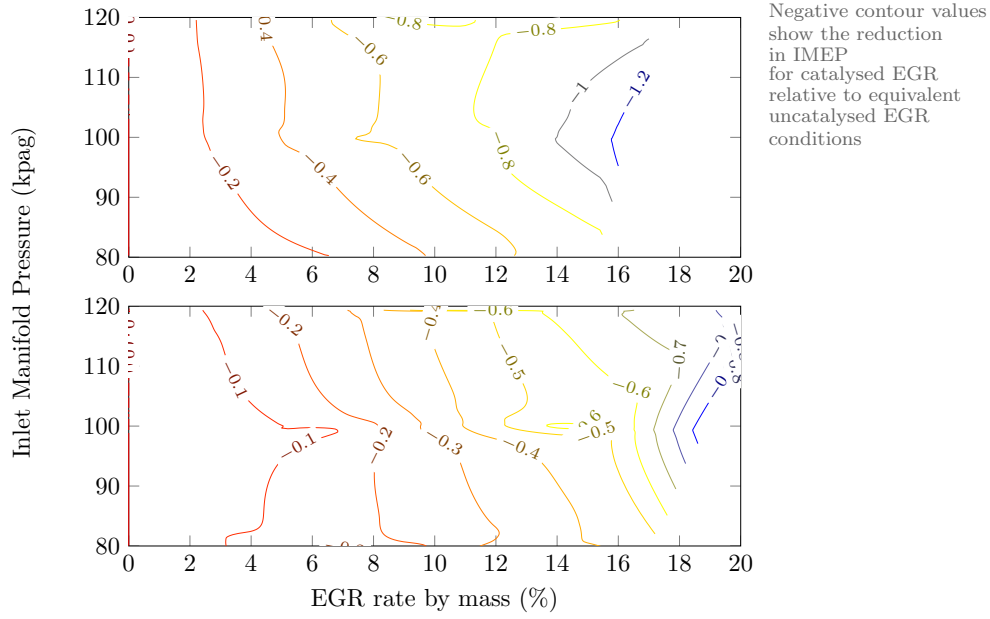 Negative contour values
show the reduction
in IMEP
for catalysed EGR
relative to equivalent
uncatalysed EGR
conditions
Inlet Manifold Pressure (kpag)
120
110
100
90
80
0 2 4 6 8 10 12 14 16 18 20
−0.8
−0.8
−0.6
−1
−1.2
−0.8
−0.2
−0.4
−0.6
120
110
100
90
80
0 2 4 6 8 10 12 14 16 18 20
−0.6
−0.2
−0.7
−0.5
−0.1
−0.6
−0.5
−0.1
−0.2
−0.3
−0.4
EGR rate by mass (%)